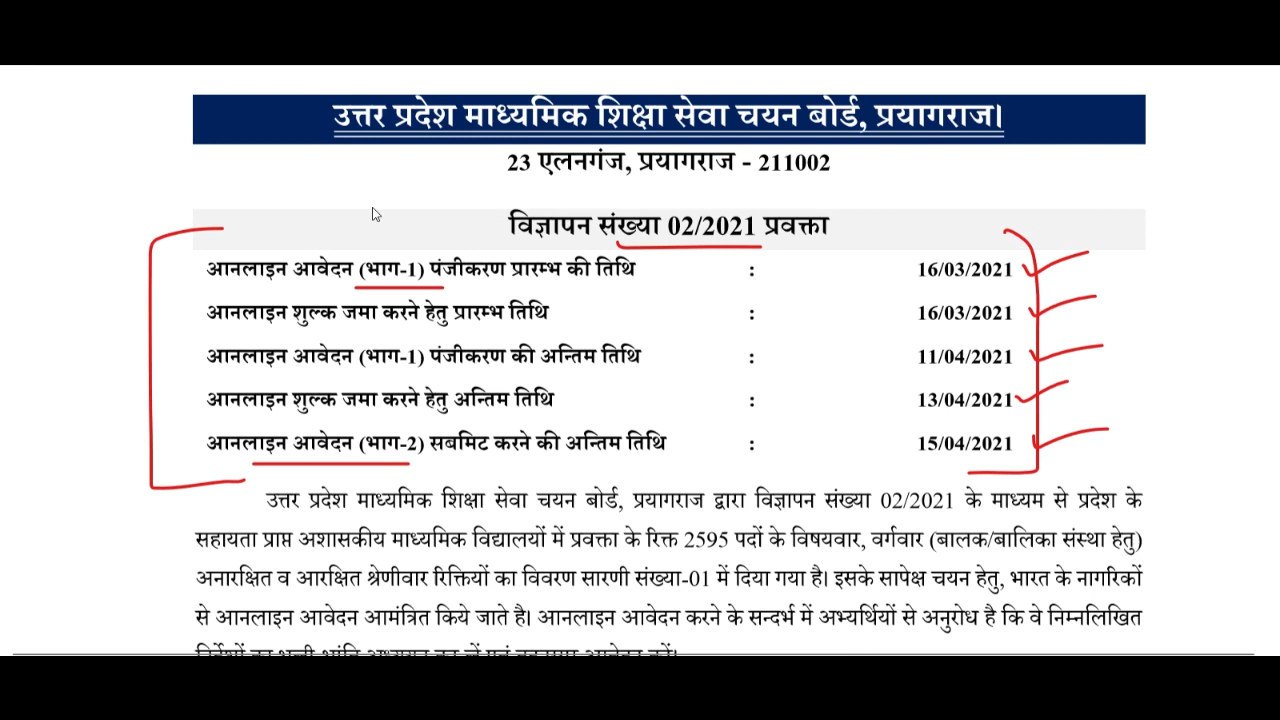 उत्तर प्रदेश माध्यमिक शिक्षा सेवा चयन बोर्ड, प्रयागराज।
23 एलनगंज, प्रयागराज - 211002
विज्ञापन संख्या 02/2021 प्रवक्ता
आनलाइन आवेदन (भाग-1) पंजीकरण प्रारम्भ की तिथि : 16/03/2021
आनलाइन शुल्क जमा करने हेतु प्रारम्भ तिथि : 16/03/2021
आनलाइन आवेदन (भाग-1) पंजीकरण की अन्तिम तिथि : 11/04/2021
आनलाइन शुल्क जमा करने हेतु अन्तिम तिथि : 13/04/2021
आनलाइन आवेदन (भाग-2) सबमिट करने की अन्तिम तिथि : 15/04/2021
उत्तर प्रदेश माध्यमिक शिक्षा सेवा चयन बोर्ड, प्रयागराज द्वारा विज्ञापन संख्या 02/2021 के माध्यम से प्रदेश के
सहायता प्राप्त अशासकीय माध्यमिक विद्यालयों में प्रवक्ता के रिक्त 2595 पदों के विषयवार, वर्गवार (बालक/बालिका संस्था हेतु)
अनारक्षित व आरक्षित श्रेणीवार रिक्तियों का विवरण सारणी संख्या-01 में दिया गया है। इसके सापेक्ष चयन हेतु, भारत के नागरिकों
से आनलाइन आवेदन आमंत्रित किये जाते है। आनलाइन आवेदन करने के सन्दर्भ में अभ्यर्थियों से अनुरोध है कि वे निम्नलिखित